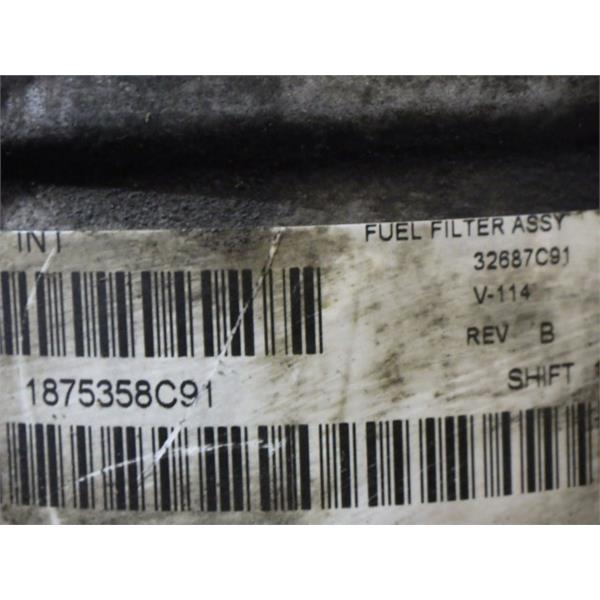 INT
FUEL FILTER ASSY
32687C91
V-114
REV B
1875358C91
SHIFT